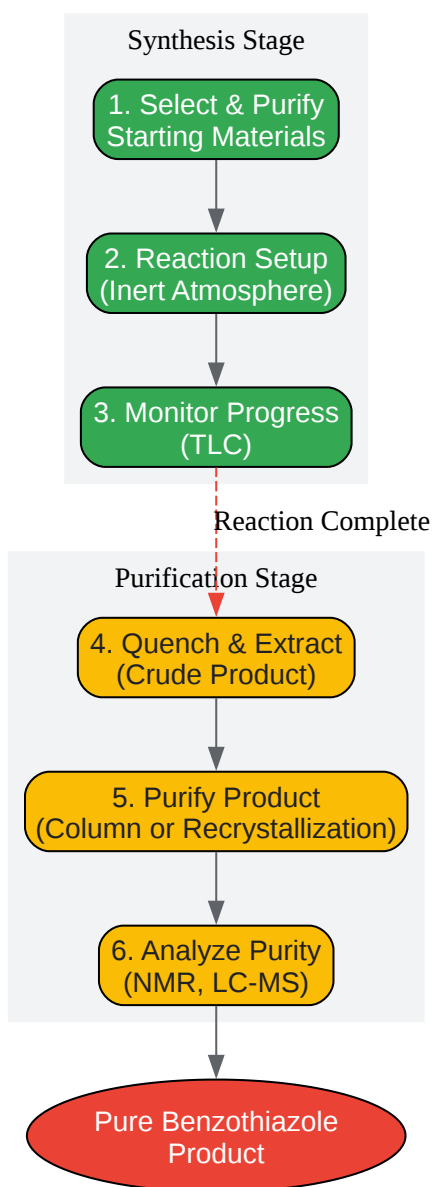 Synthesis Stage
1. Select & Purify
Starting Materials
2. Reaction Setup
(Inert Atmosphere)
3. Monitor Progress
(TLC)
Reaction Complete
Purification Stage
4. Quench & Extract
(Crude Product)
5. Purify Product
(Column or Recrystallization)
6. Analyze Purity
(NMR, LC-MS)
Pure Benzothiazole
Product